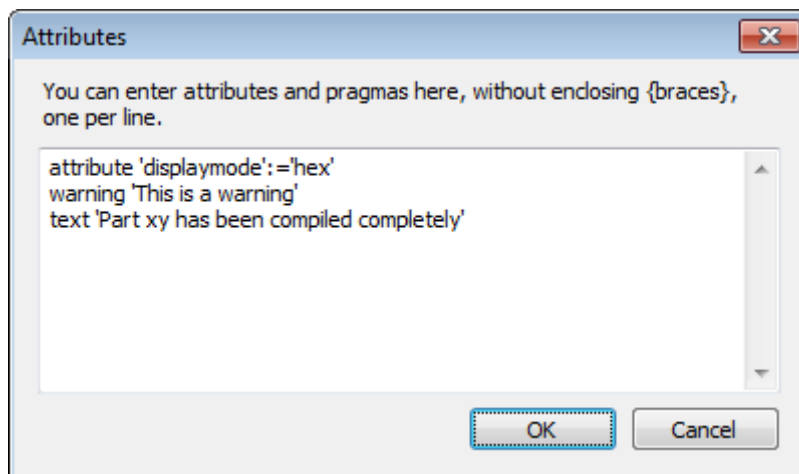 Attributes
You can enter attributes and pragmas here, without enclosing {braces},
one per line.
attribute 'displaymode':='hex'
warning 'This is a warning'
text 'Part xy has been compiled completely'
OK
Cancel